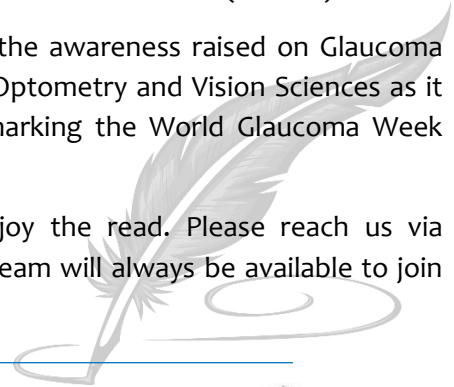 the awareness raised on Glaucoma
Optometry and Vision Sciences as it
marking the World Glaucoma Week
joy the read. Please reach us via
eam will always be available to join